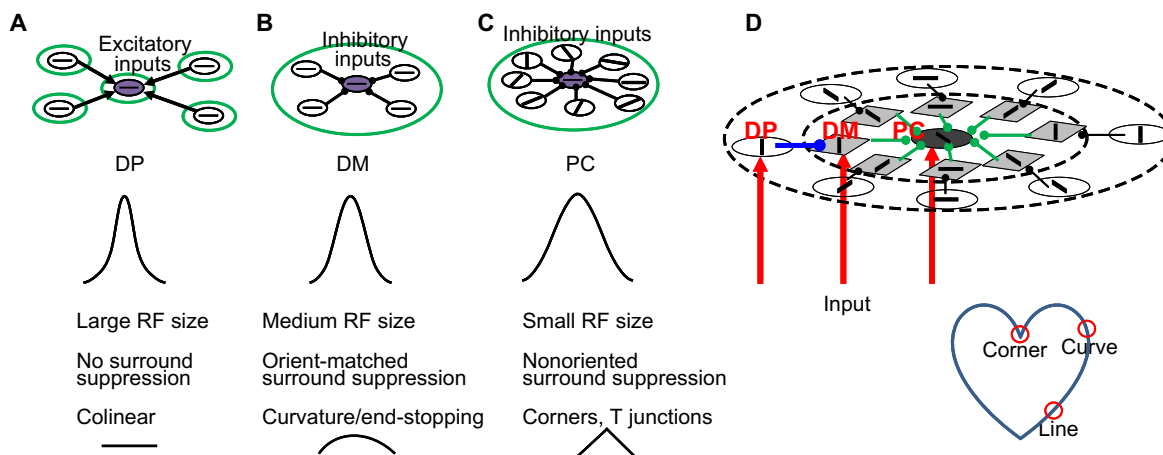 A
Excitatory
inputs
DP
Large RF size
No surround
suppression
Colinear
B
Inhibitory
inputs
DM
Medium RF size
Orient-matched
surround suppression
Curvature/end-stopping
C
Inhibitory inputs
PC
Small RF size
Nonoriented
surround suppression
Corners, T junctions
D
DP
DM
PC
Input
Corner
Curve
Line